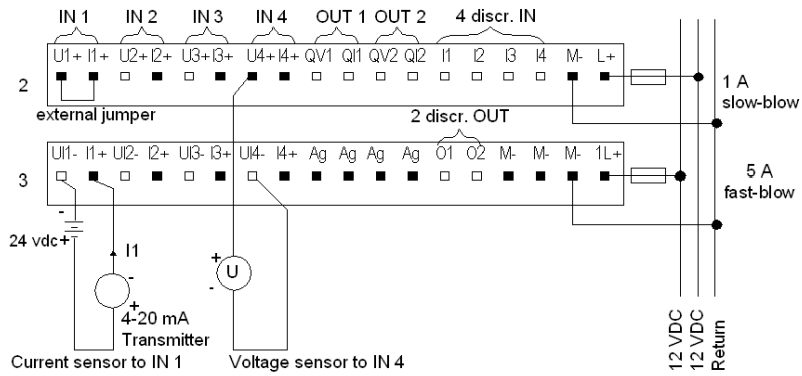 IN 1 IN 2 IN 3 IN 4 OUT 1 OUT 2 4 discr. IN
U1+ I1+ U2+ I2+ U3+ I3+ U4+ I4+ QV1 QI1 QV2 QI2 I1 I2 I3 I4 M- L+
2
external jumper
1 A
slow-blow
2 discr. OUT
UI1- I1+ UI2- I2+ UI3- I3+ UI4- I4+ Ag Ag Ag Ag O1 O2 M- M- M- 1L+
3
5 A
fast-blow
-
24 vdc +
I1
-
+
4-20 mA
Transmitter
+
U
-
Current sensor to IN 1
Voltage sensor to IN 4
12 VDC
12 VDC
Return